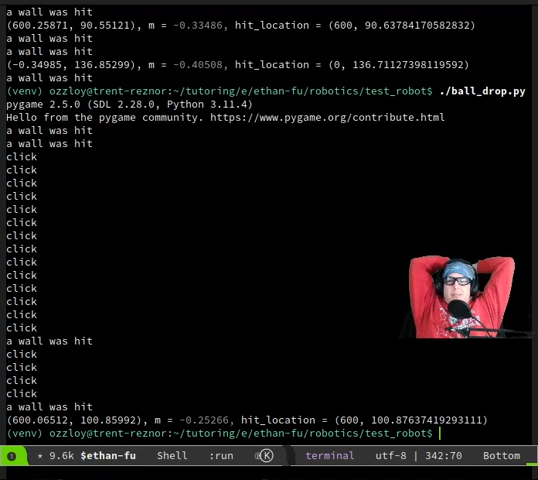 a wall was hit
(600.25871, 90.55121), m = -0.33486, hit_location = (600, 90.63784170582832)
a wall was hit
a wall was hit
(-0.34985, 136.85299), m = -0.40508, hit_location = (0, 136.71127398119592)
a wall was hit
(venv) ozzloy@trent-reznor:~/tutoring/e/ethan-fu/robotics/test_robot$ ./ball_drop.py
pygame 2.5.0 (SDL 2.28.0, Python 3.11.4)
Hello from the pygame community. https://www.pygame.org/contribute.html
a wall was hit
a wall was hit
click
click
click
click
click
click
click
click
click
click
click
click
click
click
a wall was hit
click
click
click
click
a wall was hit
(600.06512, 100.85992), m = -0.25266, hit_location = (600, 100.87637419293111)
(venv) ozzloy@trent-reznor:~/tutoring/e/ethan-fu/robotics/test_robot$
* 9.6k $ethan-fu Shell :run K terminal utf-8 | 342:70 Bottom